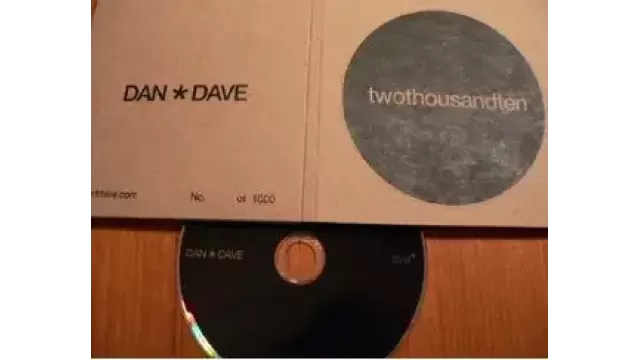 DAN * DAVE
twothousandten
No. of 1000
DAN * DAVE